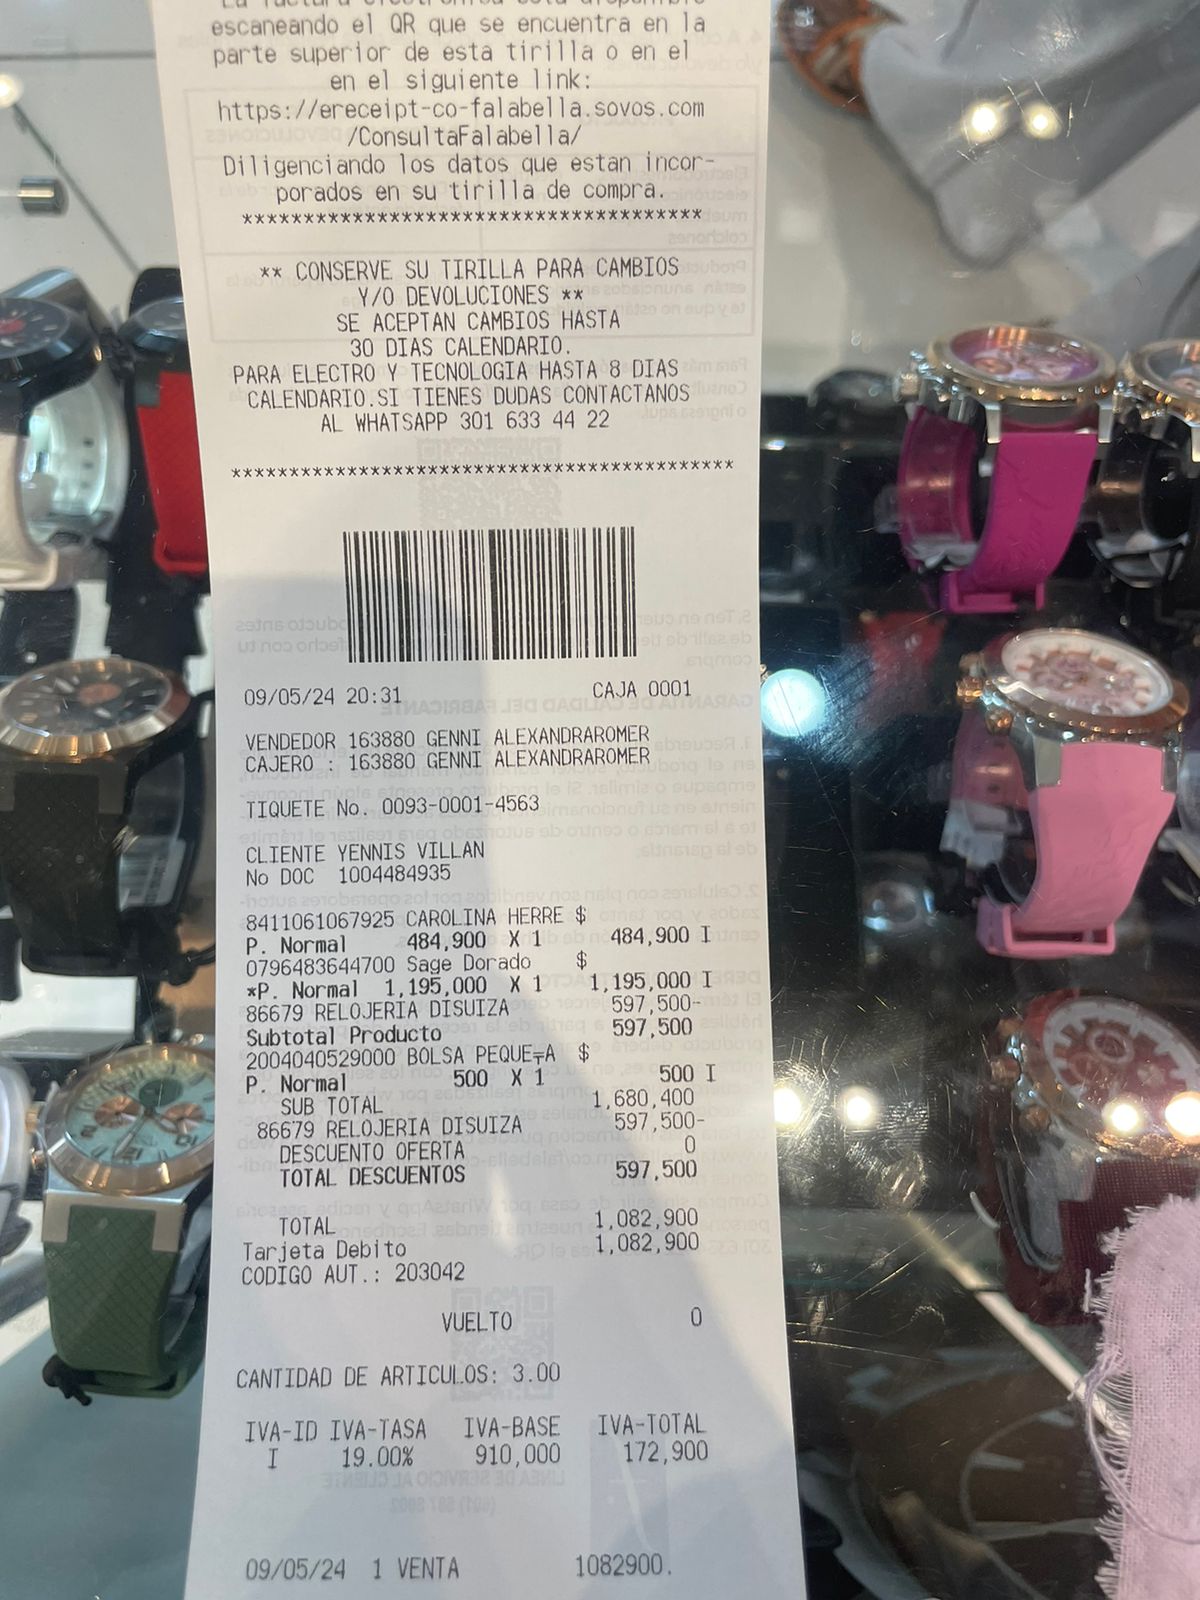 La factura electronica esta disponible
escaneando el QR que se encuentra en la
parte superior de esta tirilla o en el
en el siguiente link:
https://ereceipt-co-falabella.sovos.com
/ConsultaFalabella/
Diligenciando los datos que estan incor-
porados en su tirilla de compra.
****************************************
** CONSERVE SU TIRILLA PARA CAMBIOS
Y/O DEVOLUCIONES **
SE ACEPTAN CAMBIOS HASTA
30 DIAS CALENDARIO.
PARA ELECTRO Y TECNOLOGIA HASTA 8 DIAS
CALENDARIO.SI TIENES DUDAS CONTACTANOS
AL WHATSAPP 301 633 44 22
********************************************
09/05/24 20:31 CAJA 0001
VENDEDOR 163880 GENNI ALEXANDRAROMER
CAJERO : 163880 GENNI ALEXANDRAROMER
TIQUETE No. 0093-0001-4563
CLIENTE YENNIS VILLAN
No DOC 1004484935
8411061067925 CAROLINA HERRE $
P. Normal 484,900 X 1 484,900 I
0796483644700 Sage Dorado $
*P. Normal 1,195,000 X 1 1,195,000 I
86679 RELOJERIA DISUIZA 597,500-
Subtotal Producto 597,500
2004040529000 BOLSA PEQUE╤A $
P. Normal 500 X 1 500 I
SUB TOTAL 1,680,400
86679 RELOJERIA DISUIZA 597,500-
DESCUENTO OFERTA 0
TOTAL DESCUENTOS 597,500
TOTAL 1,082,900
Tarjeta Debito 1,082,900
CODIGO AUT.: 203042
VUELTO 0
CANTIDAD DE ARTICULOS: 3.00
IVA-ID IVA-TASA IVA-BASE IVA-TOTAL
I 19.00% 910,000 172,900
09/05/24 1 VENTA 1082900.